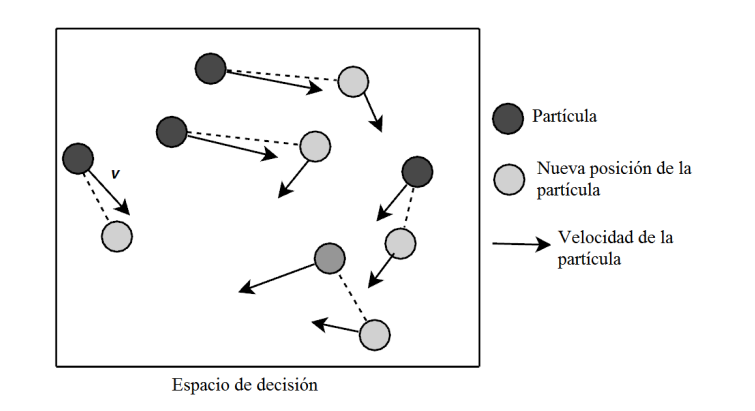 Partícula
v
Nueva posición de la
partícula
Velocidad de la
partícula
Espacio de decisión